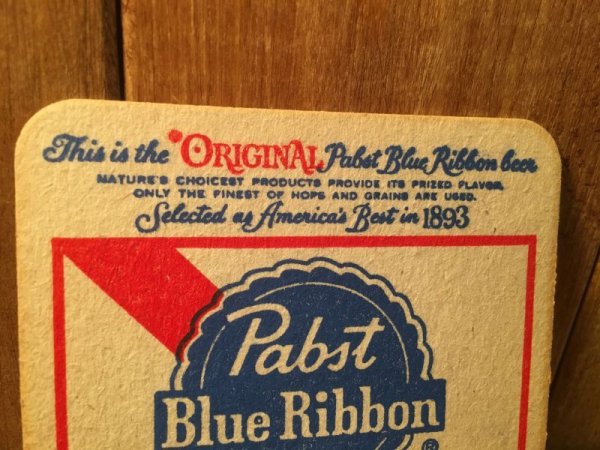 This is the ORIGINAL Pabst Blue Ribbon beer
NATURE'S CHOICEST PRODUCTS PROVIDE ITS PRIZED FLAVOR.
ONLY THE FINEST OF HOPS AND GRAINS ARE USED.
Selected as America's Best in 1893
Pabst
Blue Ribbon
®